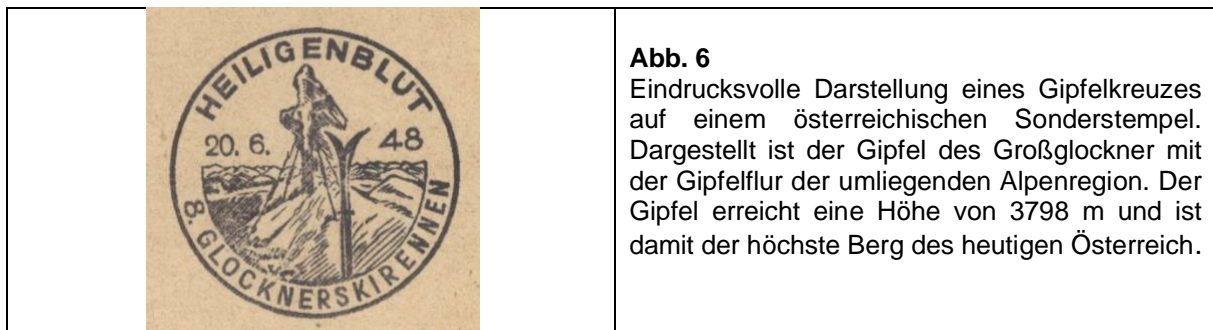 HEILIGENBLUT
20. 6. 48
8. GLOCKNERSKIRENNEN
Abb. 6
Eindrucksvolle Darstellung eines Gipfelkreuzes
auf einem österreichischen Sonderstempel.
Dargestellt ist der Gipfel des Großglockner mit
der Gipfelflur der umliegenden Alpenregion. Der
Gipfel erreicht eine Höhe von 3798 m und ist
damit der höchste Berg des heutigen Österreich.